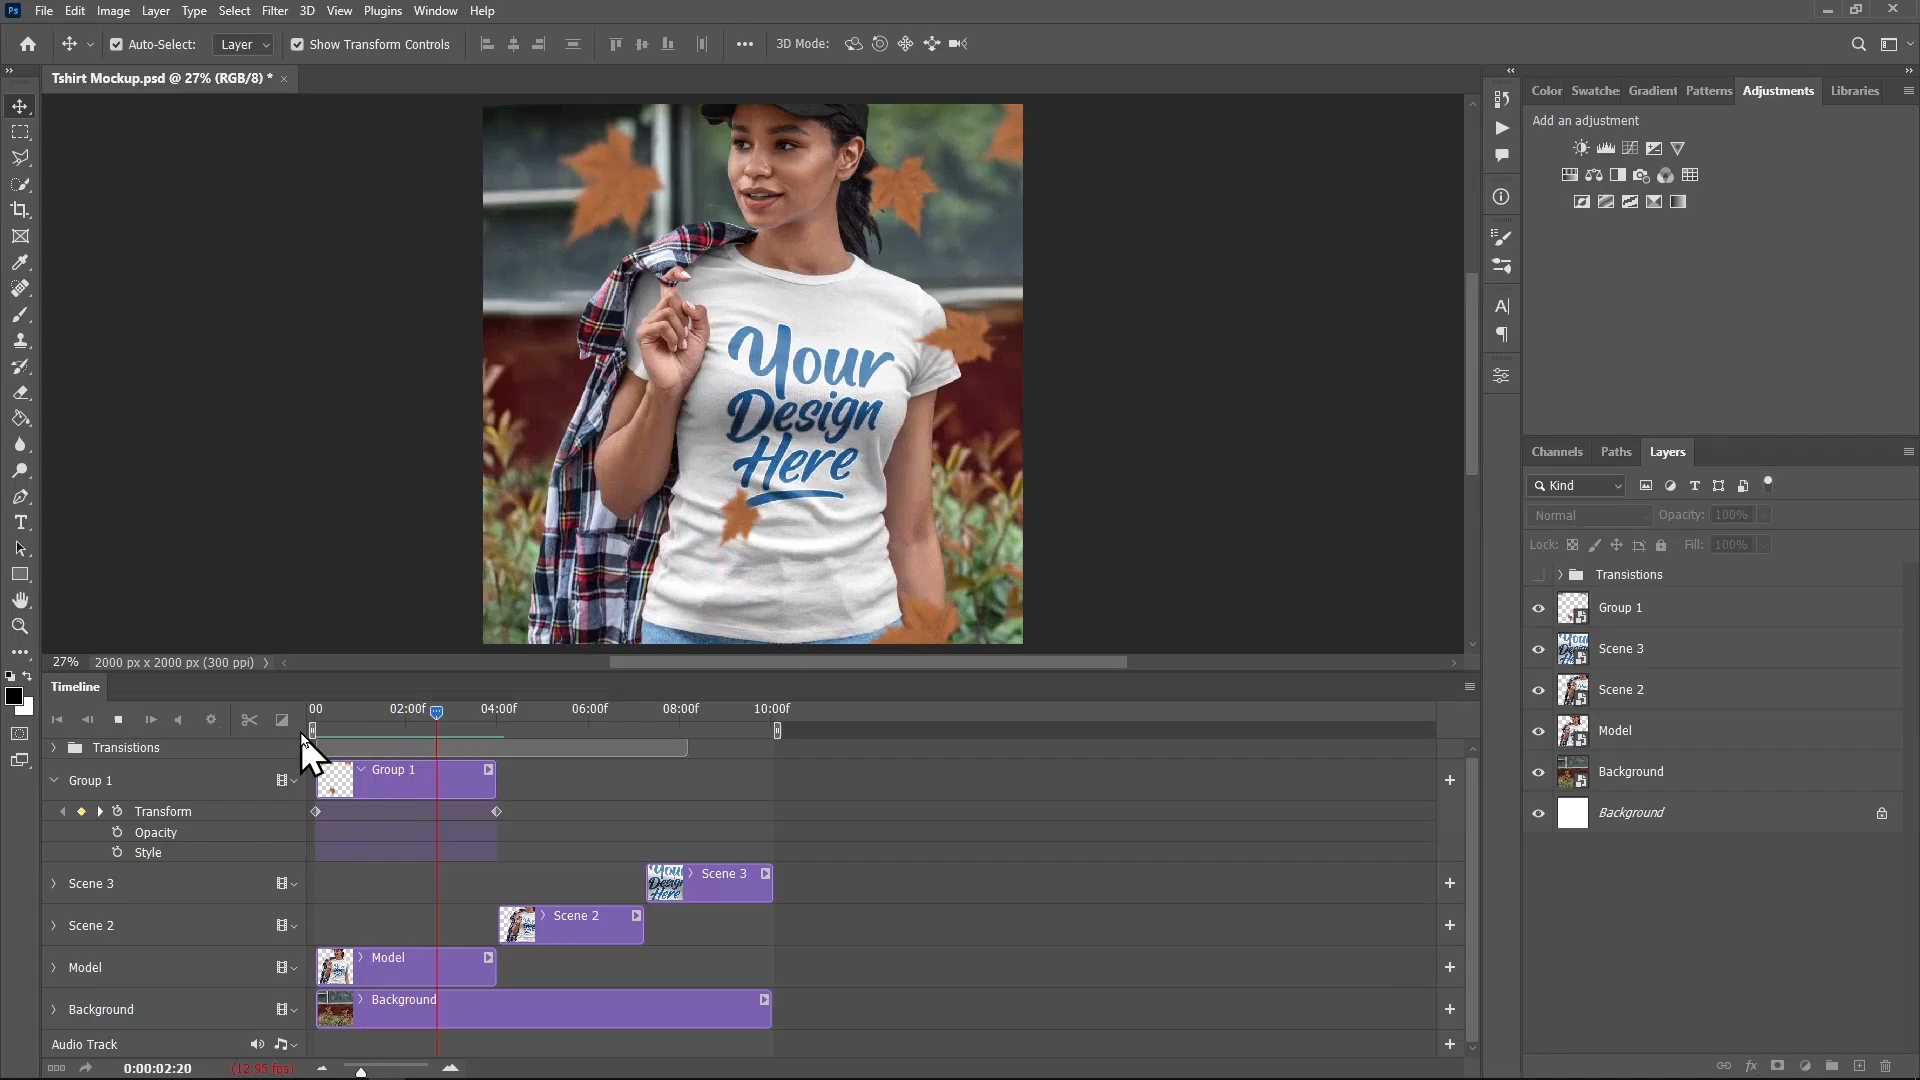 Ps File Edit Image Layer Type Select Filter 3D View Plugins Window Help
Auto-Select: Layer Show Transform Controls 3D Mode:
Tshirt Mockup.psd @ 27% (RGB/8) *
Color Swatche Gradient Patterns Adjustments Libraries
Add an adjustment
Your
Design
Here
Channels Paths Layers
Kind
Normal Opacity: 100%
Lock: Fill: 100%
Transistions
Group 1
Scene 3
Scene 2
Model
Background
Background
27% 2000 px x 2000 px (300 ppi)
Timeline
00 02:00f 04:00f 06:00f 08:00f 10:00f
Transistions
Group 1 Group 1
Transform
Opacity
Style
Scene 3 Scene 3
Scene 2 Scene 2
Model Model
Background Background
Audio Track
0:00:02:20 (12.95 fps)